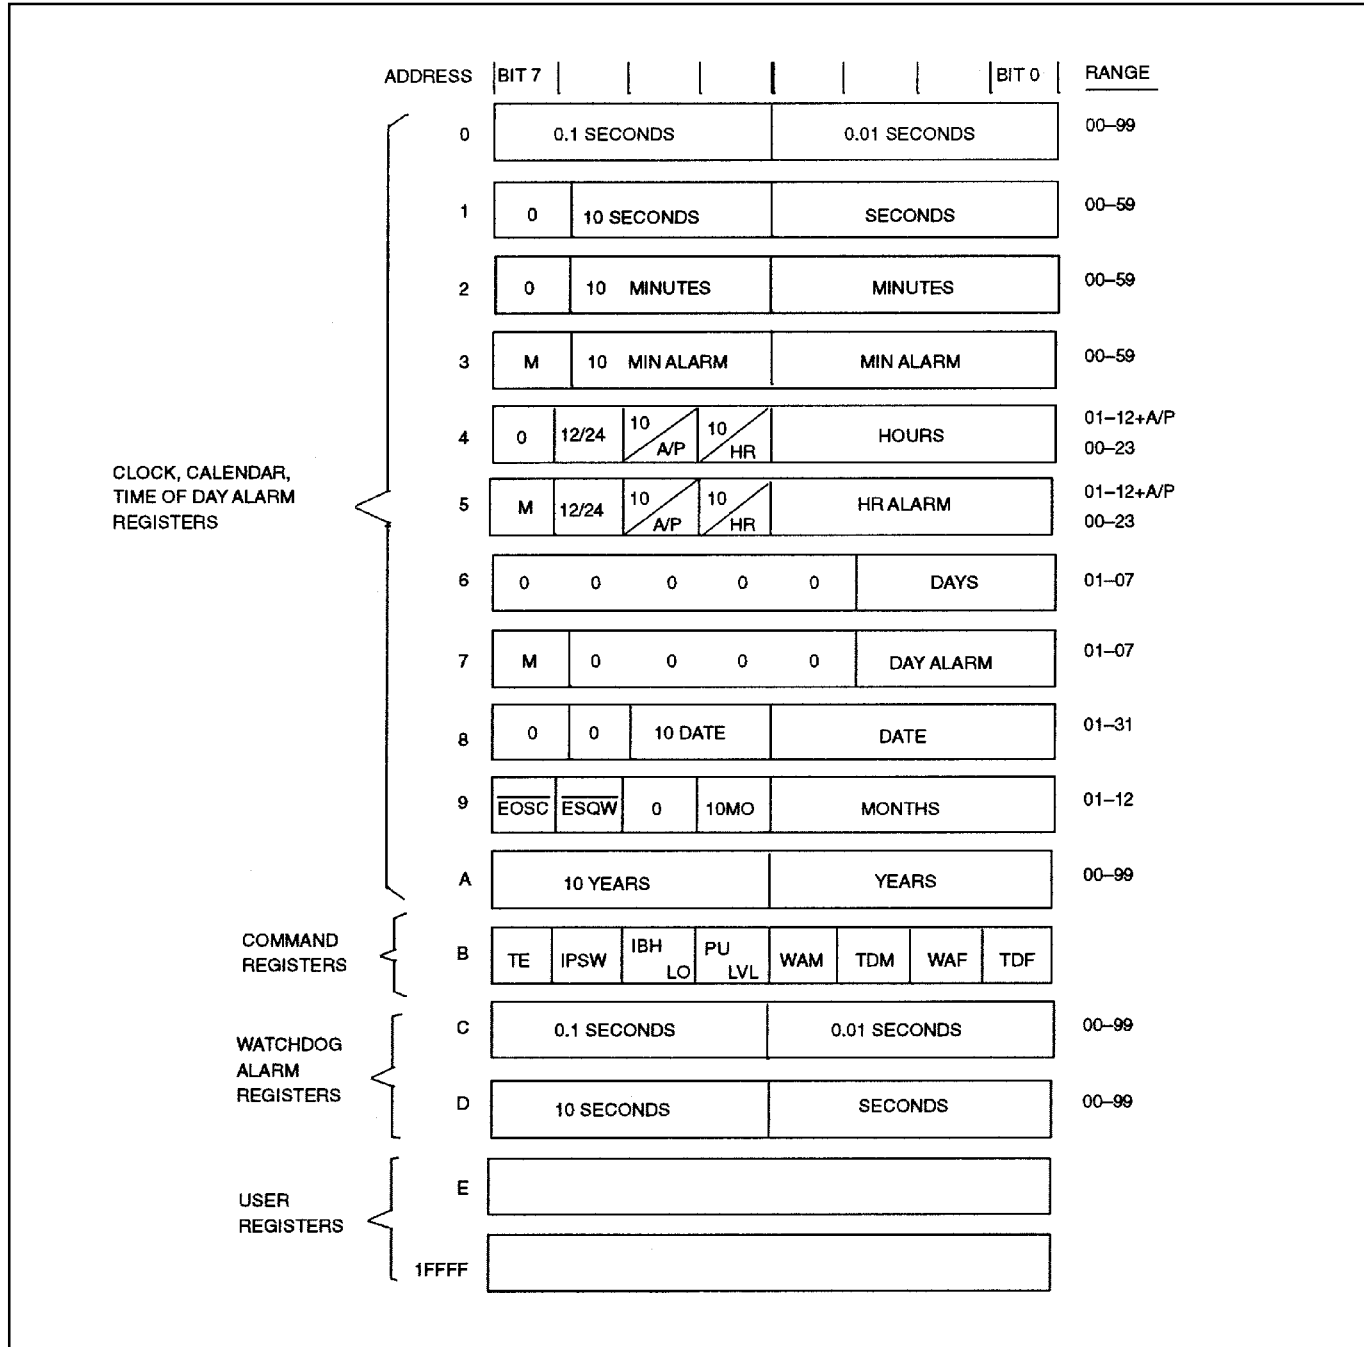 ADDRESS BIT 7 BIT 0 RANGE
0 0.1 SECONDS 0.01 SECONDS 00–99
1 0 10 SECONDS SECONDS 00–59
2 0 10 MINUTES MINUTES 00–59
3 M 10 MIN ALARM MIN ALARM 00–59
4 0 12/24 10 A/P 10 HR HOURS 01–12+A/P
00–23
CLOCK, CALENDAR,
TIME OF DAY ALARM
REGISTERS
5 M 12/24 10 A/P 10 HR HR ALARM 01–12+A/P
00–23
6 0 0 0 0 0 DAYS 01–07
7 M 0 0 0 0 DAY ALARM 01–07
8 0 0 10 DATE DATE 01–31
9 EOSC ESQW 0 10MO MONTHS 01–12
A 10 YEARS YEARS 00–99
COMMAND
REGISTERS
B TE IPSW IBH LO PU LVL WAM TDM WAF TDF
C 0.1 SECONDS 0.01 SECONDS 00–99
WATCHDOG
ALARM
REGISTERS
D 10 SECONDS SECONDS 00–99
E
USER
REGISTERS
1FFFF